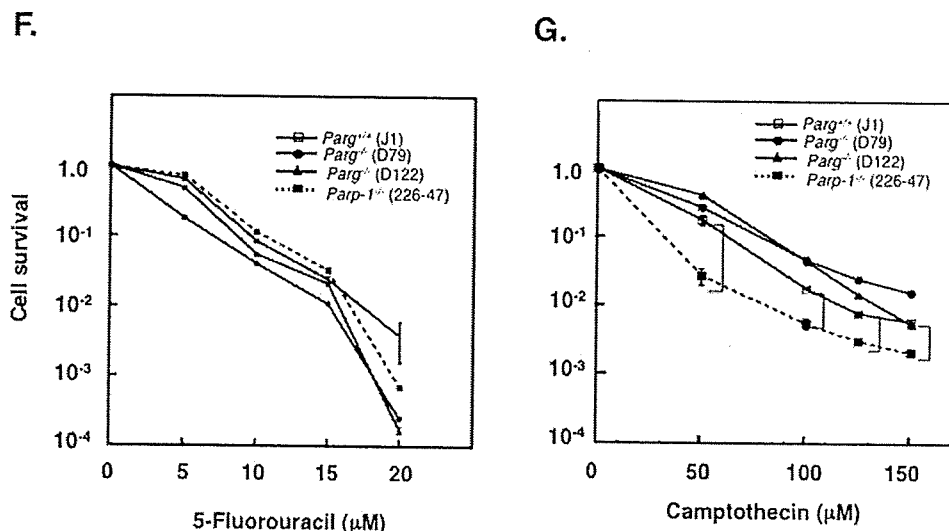 F.
Parg+/+ (J1)
Parg-/- (D79)
Parg-/- (D122)
Parp-1-/- (226-47)
1.0
10-1
10-2
10-3
10-4
Cell survival
0 5 10 15 20
5-Fluorouracil (μM)
G.
Parg+/+ (J1)
Parg-/- (D79)
Parg-/- (D122)
Parp-1-/- (226-47)
1.0
10-1
10-2
10-3
10-4
0 50 100 150
Camptothecin (μM)